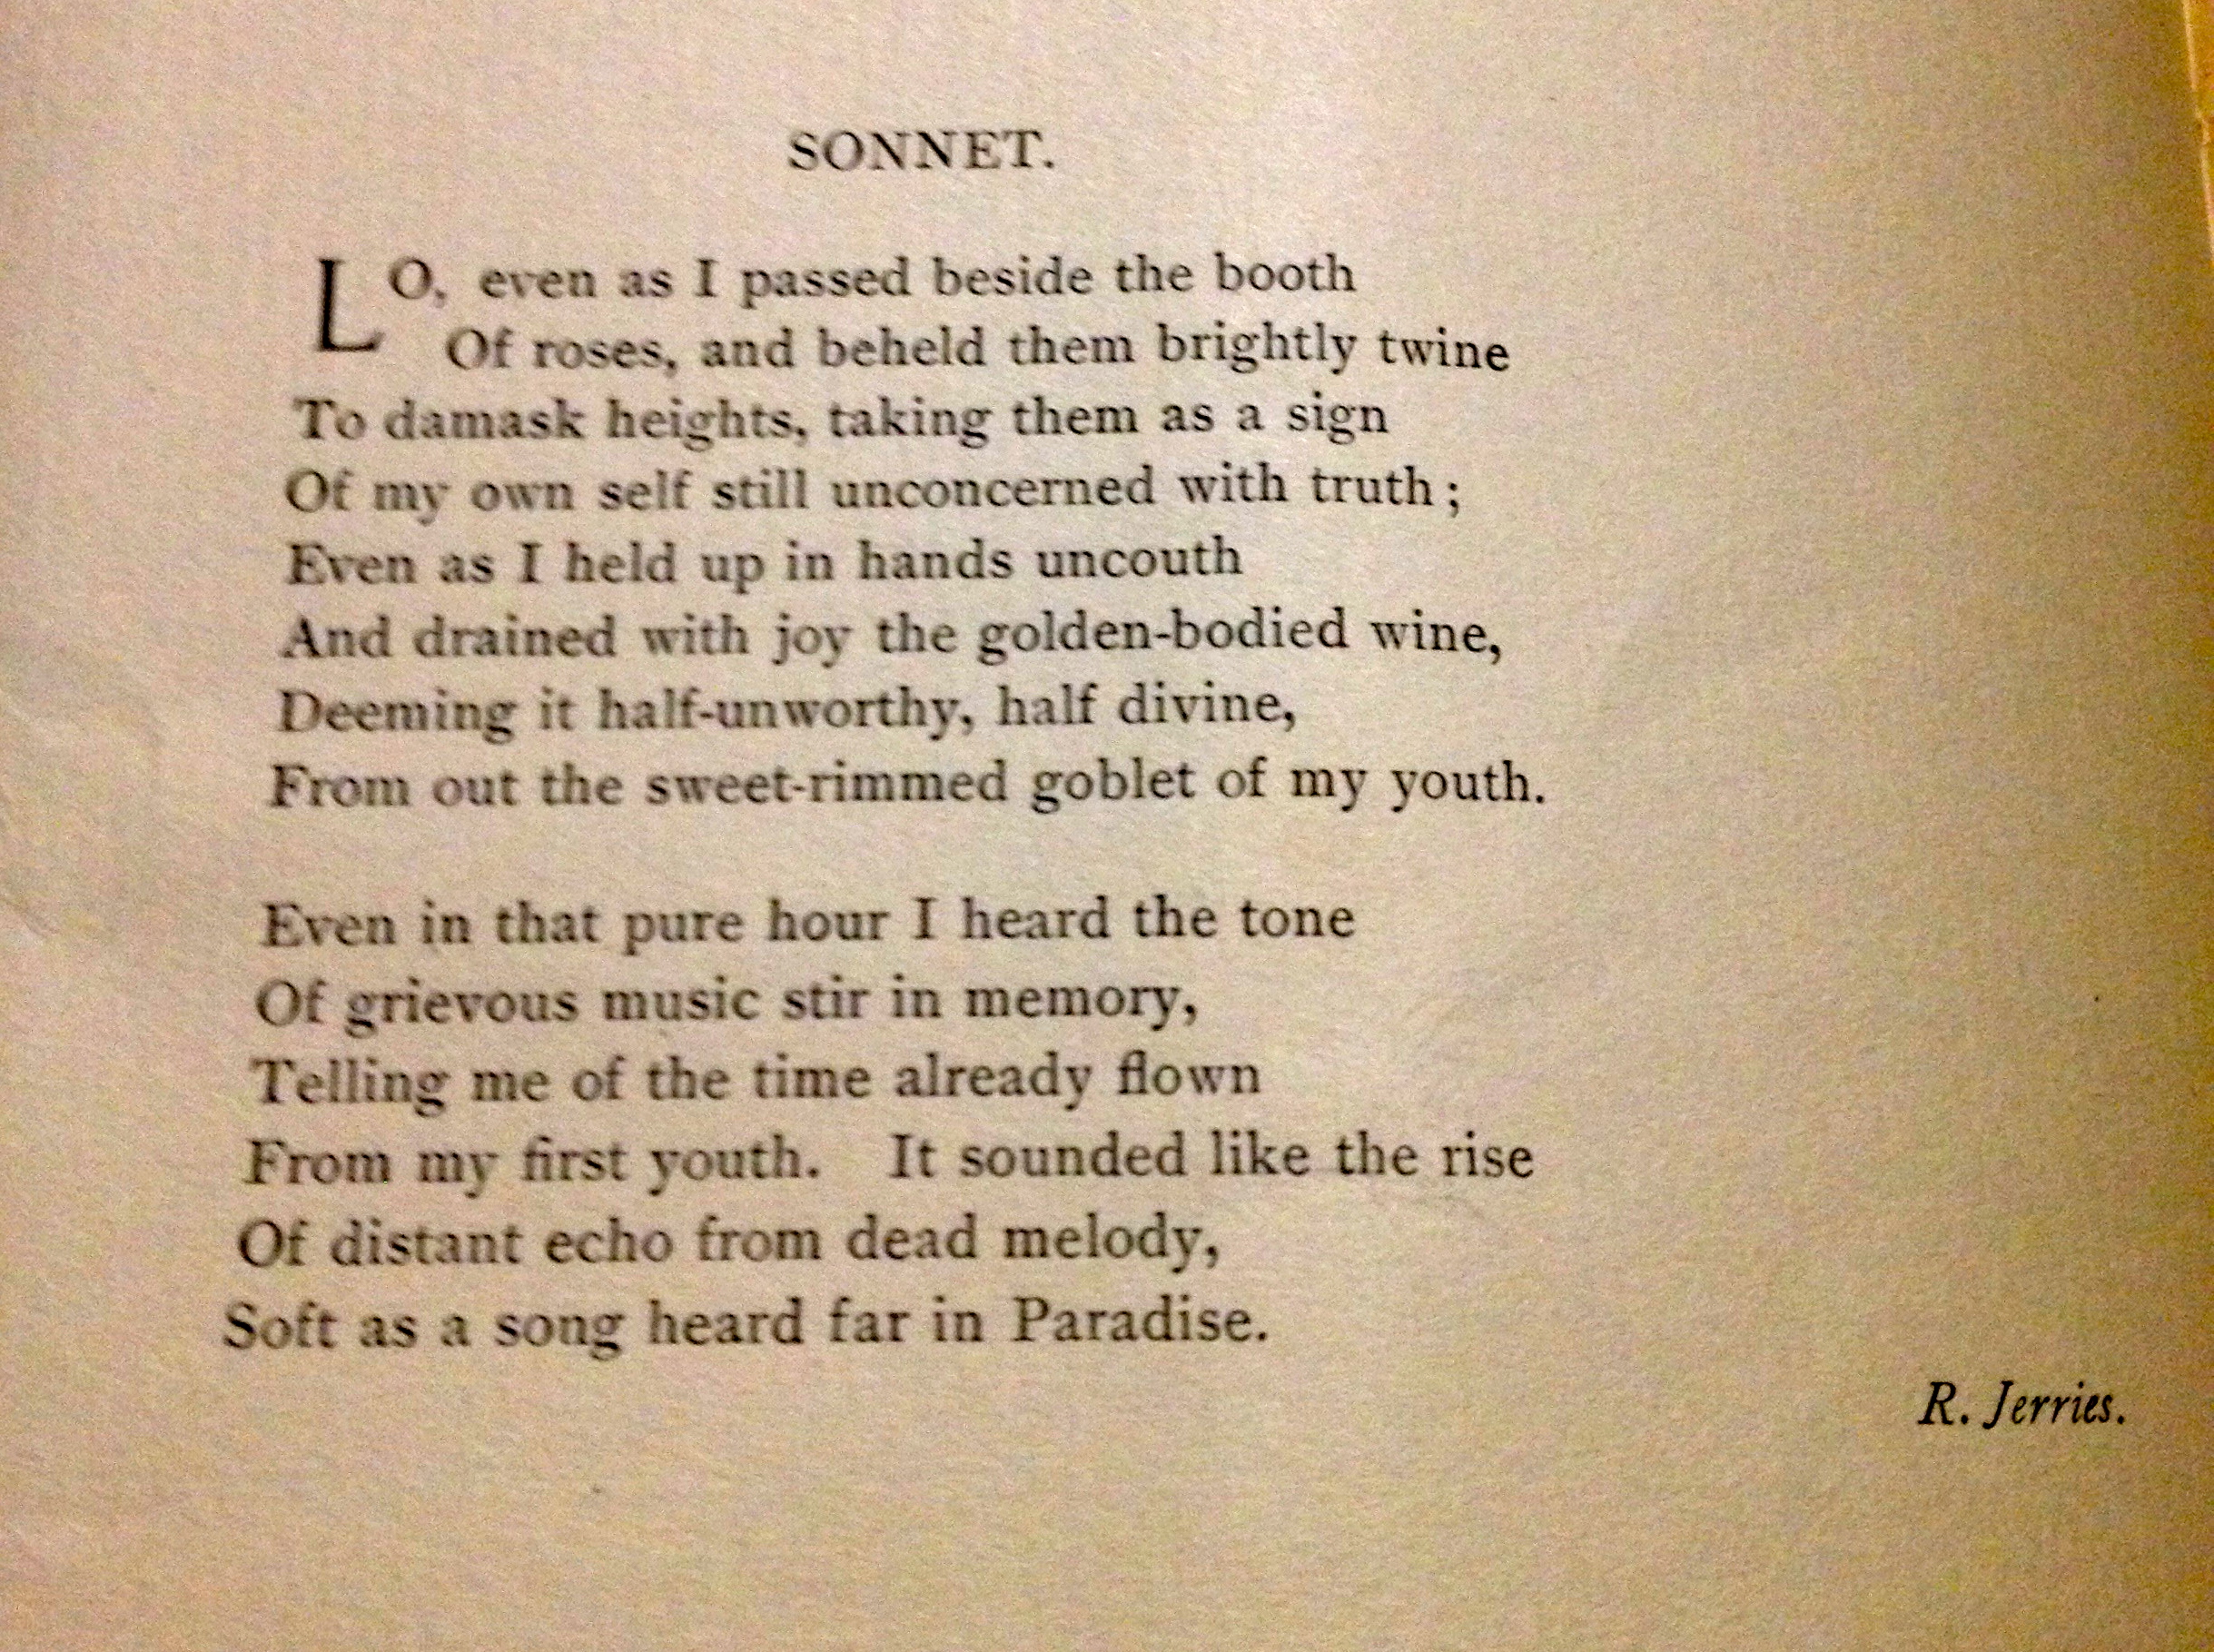 SONNET.
LO, even as I passed beside the booth
Of roses, and beheld them brightly twine
To damask heights, taking them as a sign
Of my own self still unconcerned with truth;
Even as I held up in hands uncouth
And drained with joy the golden-bodied wine,
Deeming it half-unworthy, half divine,
From out the sweet-rimmed goblet of my youth.
Even in that pure hour I heard the tone
Of grievous music stir in memory,
Telling me of the time already flown
From my first youth. It sounded like the rise
Of distant echo from dead melody,
Soft as a song heard far in Paradise.
R. Jerries.